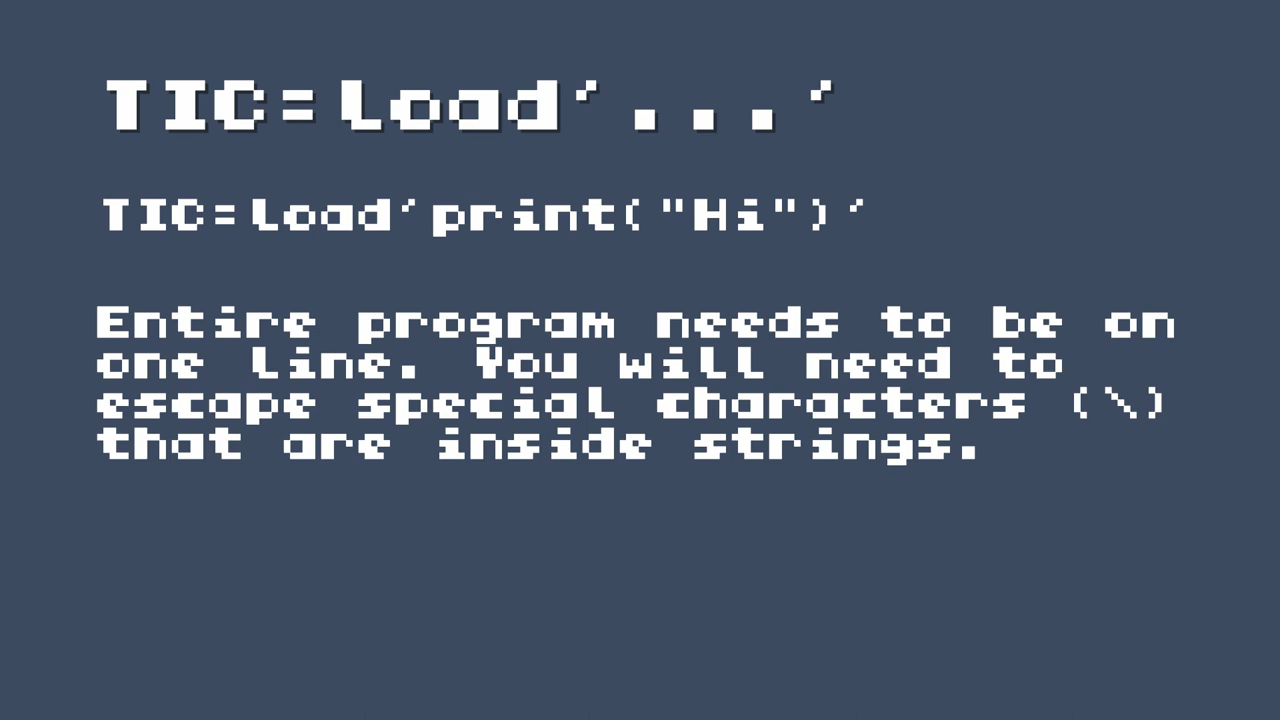 TIC=load'...'
TIC=load'print("Hi")'
Entire program needs to be on
one line. You will need to
escape special characters (\)
that are inside strings.